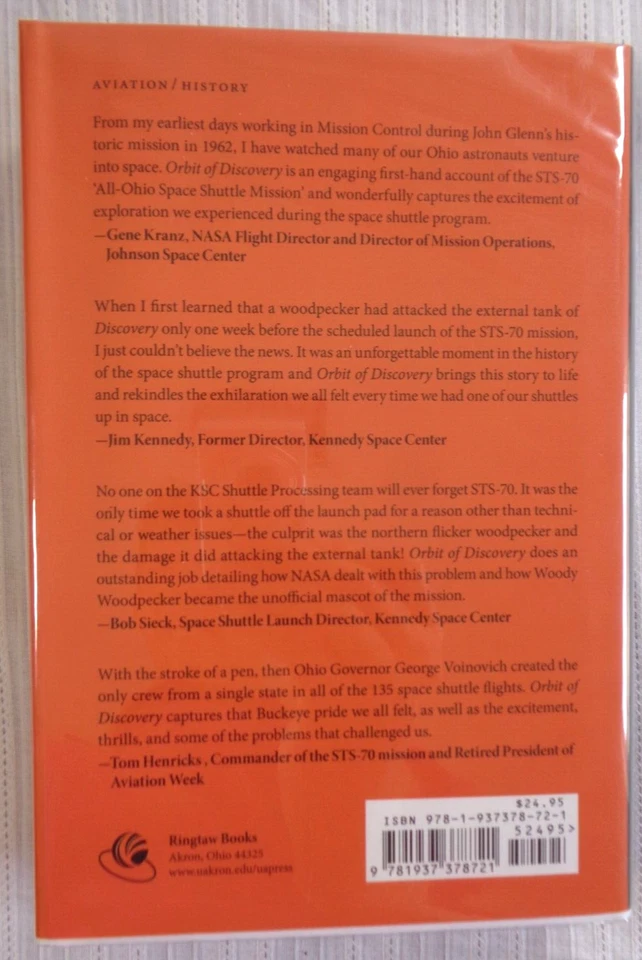 AVIATION / HISTORY
From my earliest days working in Mission Control during John Glenn's his-
toric mission in 1962, I have watched many of our Ohio astronauts venture
into space. Orbit of Discovery is an engaging first-hand account of the STS-70
'All-Ohio Space Shuttle Mission' and wonderfully captures the excitement of
exploration we experienced during the space shuttle program.
—Gene Kranz, NASA Flight Director and Director of Mission Operations,
Johnson Space Center
When I first learned that a woodpecker had attacked the external tank of
Discovery only one week before the scheduled launch of the STS-70 mission,
I just couldn't believe the news. It was an unforgettable moment in the history
of the space shuttle program and Orbit of Discovery brings this story to life
and rekindles the exhilaration we all felt every time we had one of our shuttles
up in space.
—Jim Kennedy, Former Director, Kennedy Space Center
No one on the KSC Shuttle Processing team will ever forget STS-70. It was the
only time we took a shuttle off the launch pad for a reason other than techni-
cal or weather issues—the culprit was the northern flicker woodpecker and
the damage it did attacking the external tank! Orbit of Discovery does an
outstanding job detailing how NASA dealt with this problem and how Woody
Woodpecker became the unofficial mascot of the mission.
—Bob Sieck, Space Shuttle Launch Director, Kennedy Space Center
With the stroke of a pen, then Ohio Governor George Voinovich created the
only crew from a single state in all of the 135 space shuttle flights. Orbit of
Discovery captures that Buckeye pride we all felt, as well as the excitement,
thrills, and some of the problems that challenged us.
—Tom Henricks , Commander of the STS-70 mission and Retired President of
Aviation Week
$24.95
ISBN 978-1-937378-72-1
52495>
9 781937 378721
Ringtaw Books
Akron, Ohio 44325
www.uakron.edu/uapress